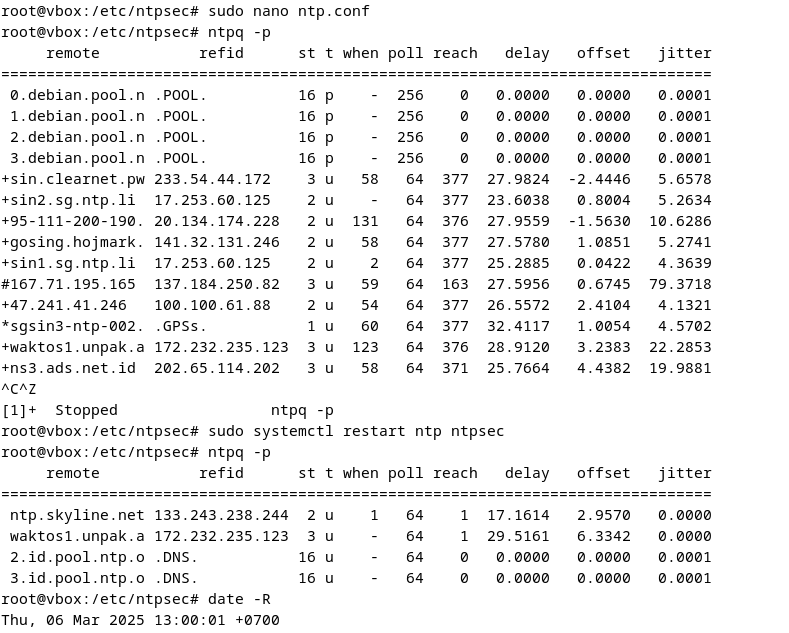 root@vbox:/etc/ntpsec# sudo nano ntp.conf
root@vbox:/etc/ntpsec# ntpq -p
     remote           refid      st t when poll reach   delay   offset   jitter
===============================================================================
 0.debian.pool.n .POOL.          16 p    -  256    0   0.0000   0.0000   0.0001
 1.debian.pool.n .POOL.          16 p    -  256    0   0.0000   0.0000   0.0001
 2.debian.pool.n .POOL.          16 p    -  256    0   0.0000   0.0000   0.0001
 3.debian.pool.n .POOL.          16 p    -  256    0   0.0000   0.0000   0.0001
+sin.clearnet.pw 233.54.44.172    3 u   58   64  377  27.9824  -2.4446   5.6578
+sin2.sg.ntp.li  17.253.60.125    2 u    -   64  377  23.6038   0.8004   5.2634
+95-111-200-190. 20.134.174.228   2 u  131   64  376  27.9559  -1.5630  10.6286
+gosing.hojmark. 141.32.131.246   2 u   58   64  377  27.5780   1.0851   5.2741
+sin1.sg.ntp.li  17.253.60.125    2 u    2   64  377  25.2885   0.0422   4.3639
#167.71.195.165  137.184.250.82   3 u   59   64  163  27.5956   0.6745  79.3718
+47.241.41.246   100.100.61.88    2 u   54   64  377  26.5572   2.4104   4.1321
*sgsin3-ntp-002. .GPSs.           1 u   60   64  377  32.4117   1.0054   4.5702
+waktos1.unpak.a 172.232.235.123  3 u  123   64  376  28.9120   3.2383  22.2853
+ns3.ads.net.id  202.65.114.202   3 u   58   64  371  25.7664   4.4382  19.9881
^C^Z
[1]+  Stopped                 ntpq -p
root@vbox:/etc/ntpsec# sudo systemctl restart ntp ntpsec
root@vbox:/etc/ntpsec# ntpq -p
     remote           refid      st t when poll reach   delay   offset   jitter
===============================================================================
 ntp.skyline.net 133.243.238.244  2 u    1   64    1  17.1614   2.9570   0.0000
 waktos1.unpak.a 172.232.235.123  3 u    -   64    1  29.5161   6.3342   0.0000
 2.id.pool.ntp.o .DNS.           16 u    -   64    0   0.0000   0.0000   0.0001
 3.id.pool.ntp.o .DNS.           16 u    -   64    0   0.0000   0.0000   0.0001
root@vbox:/etc/ntpsec# date -R
Thu, 06 Mar 2025 13:00:01 +0700